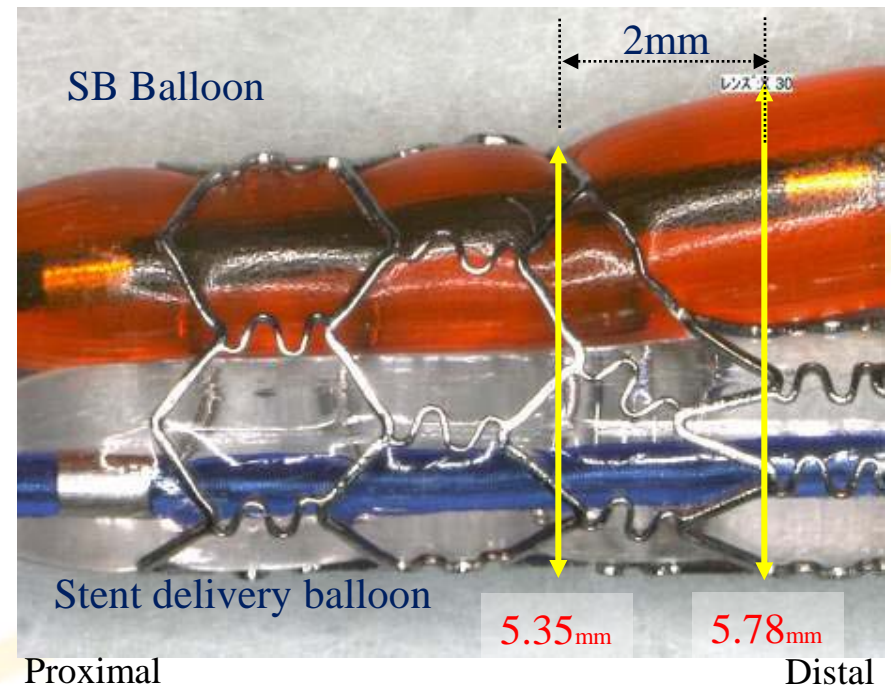 2mm
SB Balloon
レンズ X 30
Stent delivery balloon
5.35mm
5.78mm
Proximal
Distal